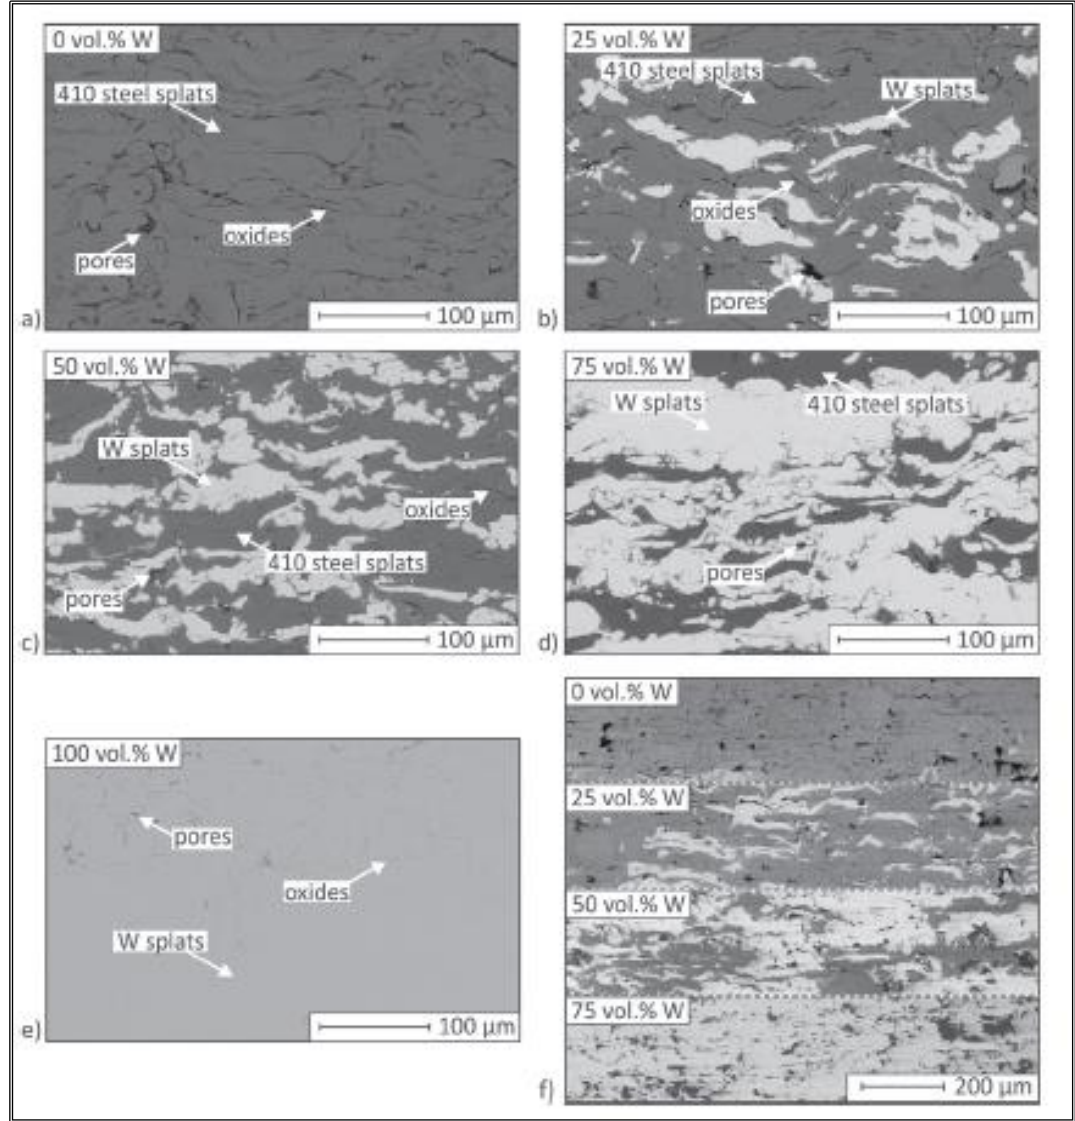 0 vol.% W
410 steel splats
oxides
pores
100 µm
a)
25 vol.% W
410 steel splats
W splats
oxides
pores
100 µm
b)
50 vol.% W
W splats
oxides
410 steel splats
pores
100 µm
c)
75 vol.% W
W splats
410 steel splats
pores
100 µm
d)
100 vol.% W
pores
oxides
W splats
100 µm
e)
0 vol.% W
25 vol.% W
50 vol.% W
75 vol.% W
200 µm
f)